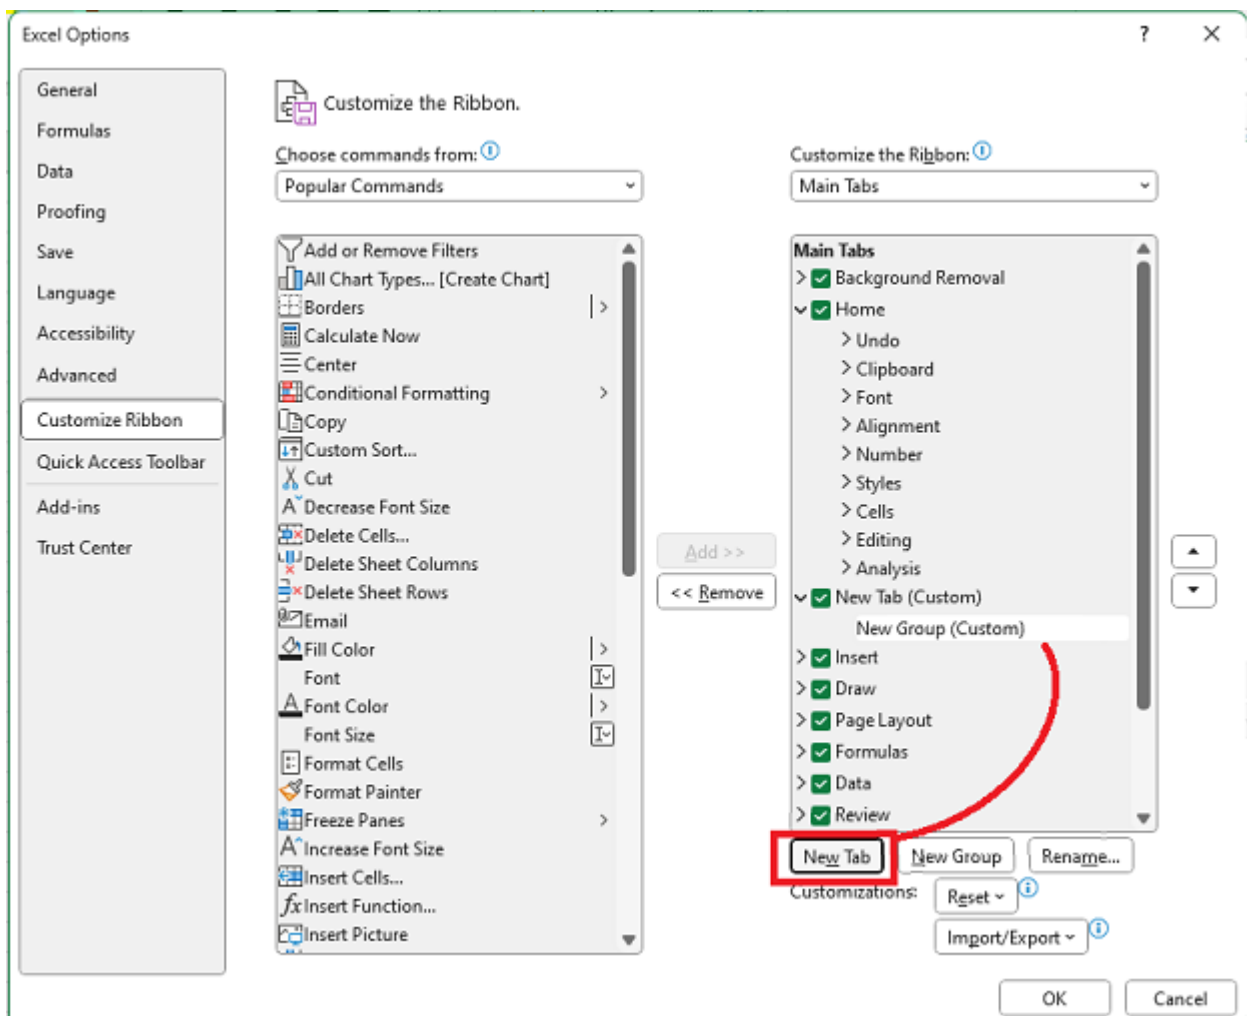 Excel Options
?
General
Formulas
Data
Proofing
Save
Language
Accessibility
Advanced
Customize Ribbon
Quick Access Toolbar
Add-ins
Trust Center
Customize the Ribbon.
Choose commands from:
Popular Commands
Add or Remove Filters
All Chart Types... [Create Chart]
Borders
Calculate Now
Center
Conditional Formatting
Copy
Custom Sort...
Cut
Decrease Font Size
Delete Cells...
Delete Sheet Columns
Delete Sheet Rows
Email
Fill Color
Font
Font Color
Font Size
Format Cells
Format Painter
Freeze Panes
Increase Font Size
Insert Cells...
Insert Function...
Insert Picture
Add >>
<< Remove
Customize the Ribbon:
Main Tabs
Main Tabs
Background Removal
Home
Undo
Clipboard
Font
Alignment
Number
Styles
Cells
Editing
Analysis
New Tab (Custom)
New Group (Custom)
Insert
Draw
Page Layout
Formulas
Data
Review
New Tab
New Group
Rename...
Customizations:
Reset
Import/Export
OK
Cancel